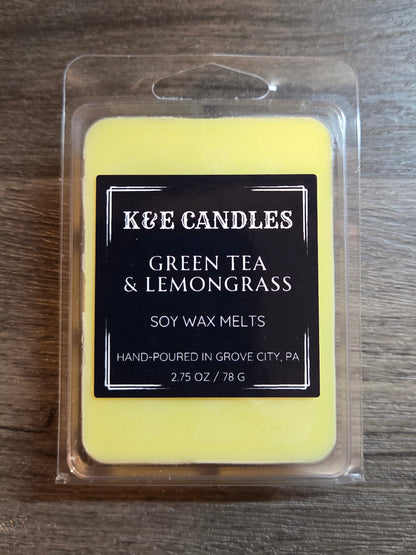 K&E CANDLES
GREEN TEA
& LEMONGRASS
SOY WAX MELTS
HAND-POURED IN GROVE CITY, PA
2.75 OZ / 78 G